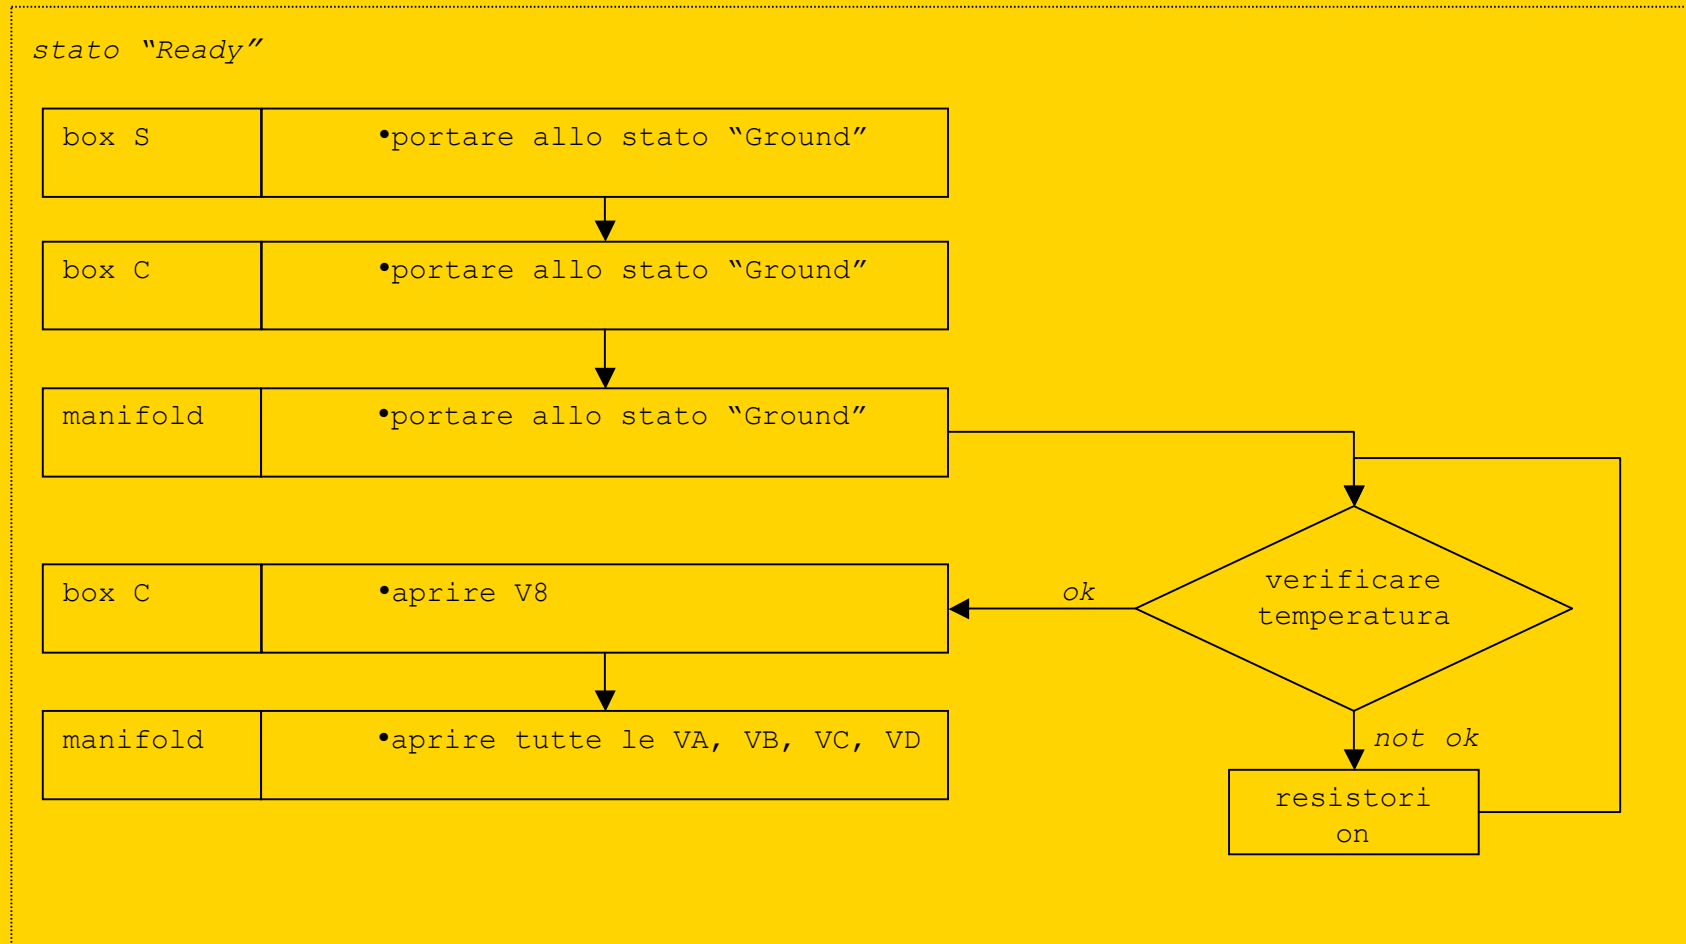 stato “Ready”
box S •portare allo stato “Ground”
box C •portare allo stato “Ground”
manifold •portare allo stato “Ground”
verificare
temperatura
ok
not ok
resistori
on
box C •aprire V8
manifold •aprire tutte le VA, VB, VC, VD